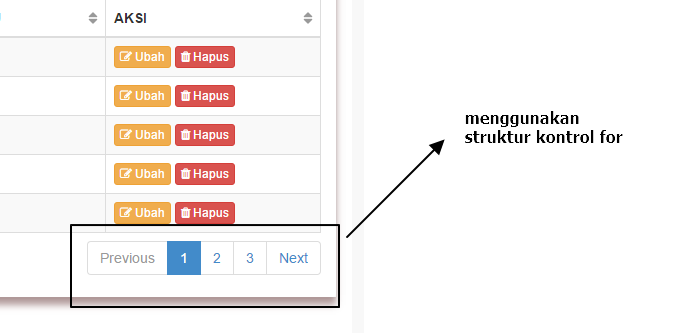 AKSI
Ubah Hapus
Ubah Hapus
Ubah Hapus
Ubah Hapus
Ubah Hapus
Previous 1 2 3 Next
menggunakan
struktur kontrol for